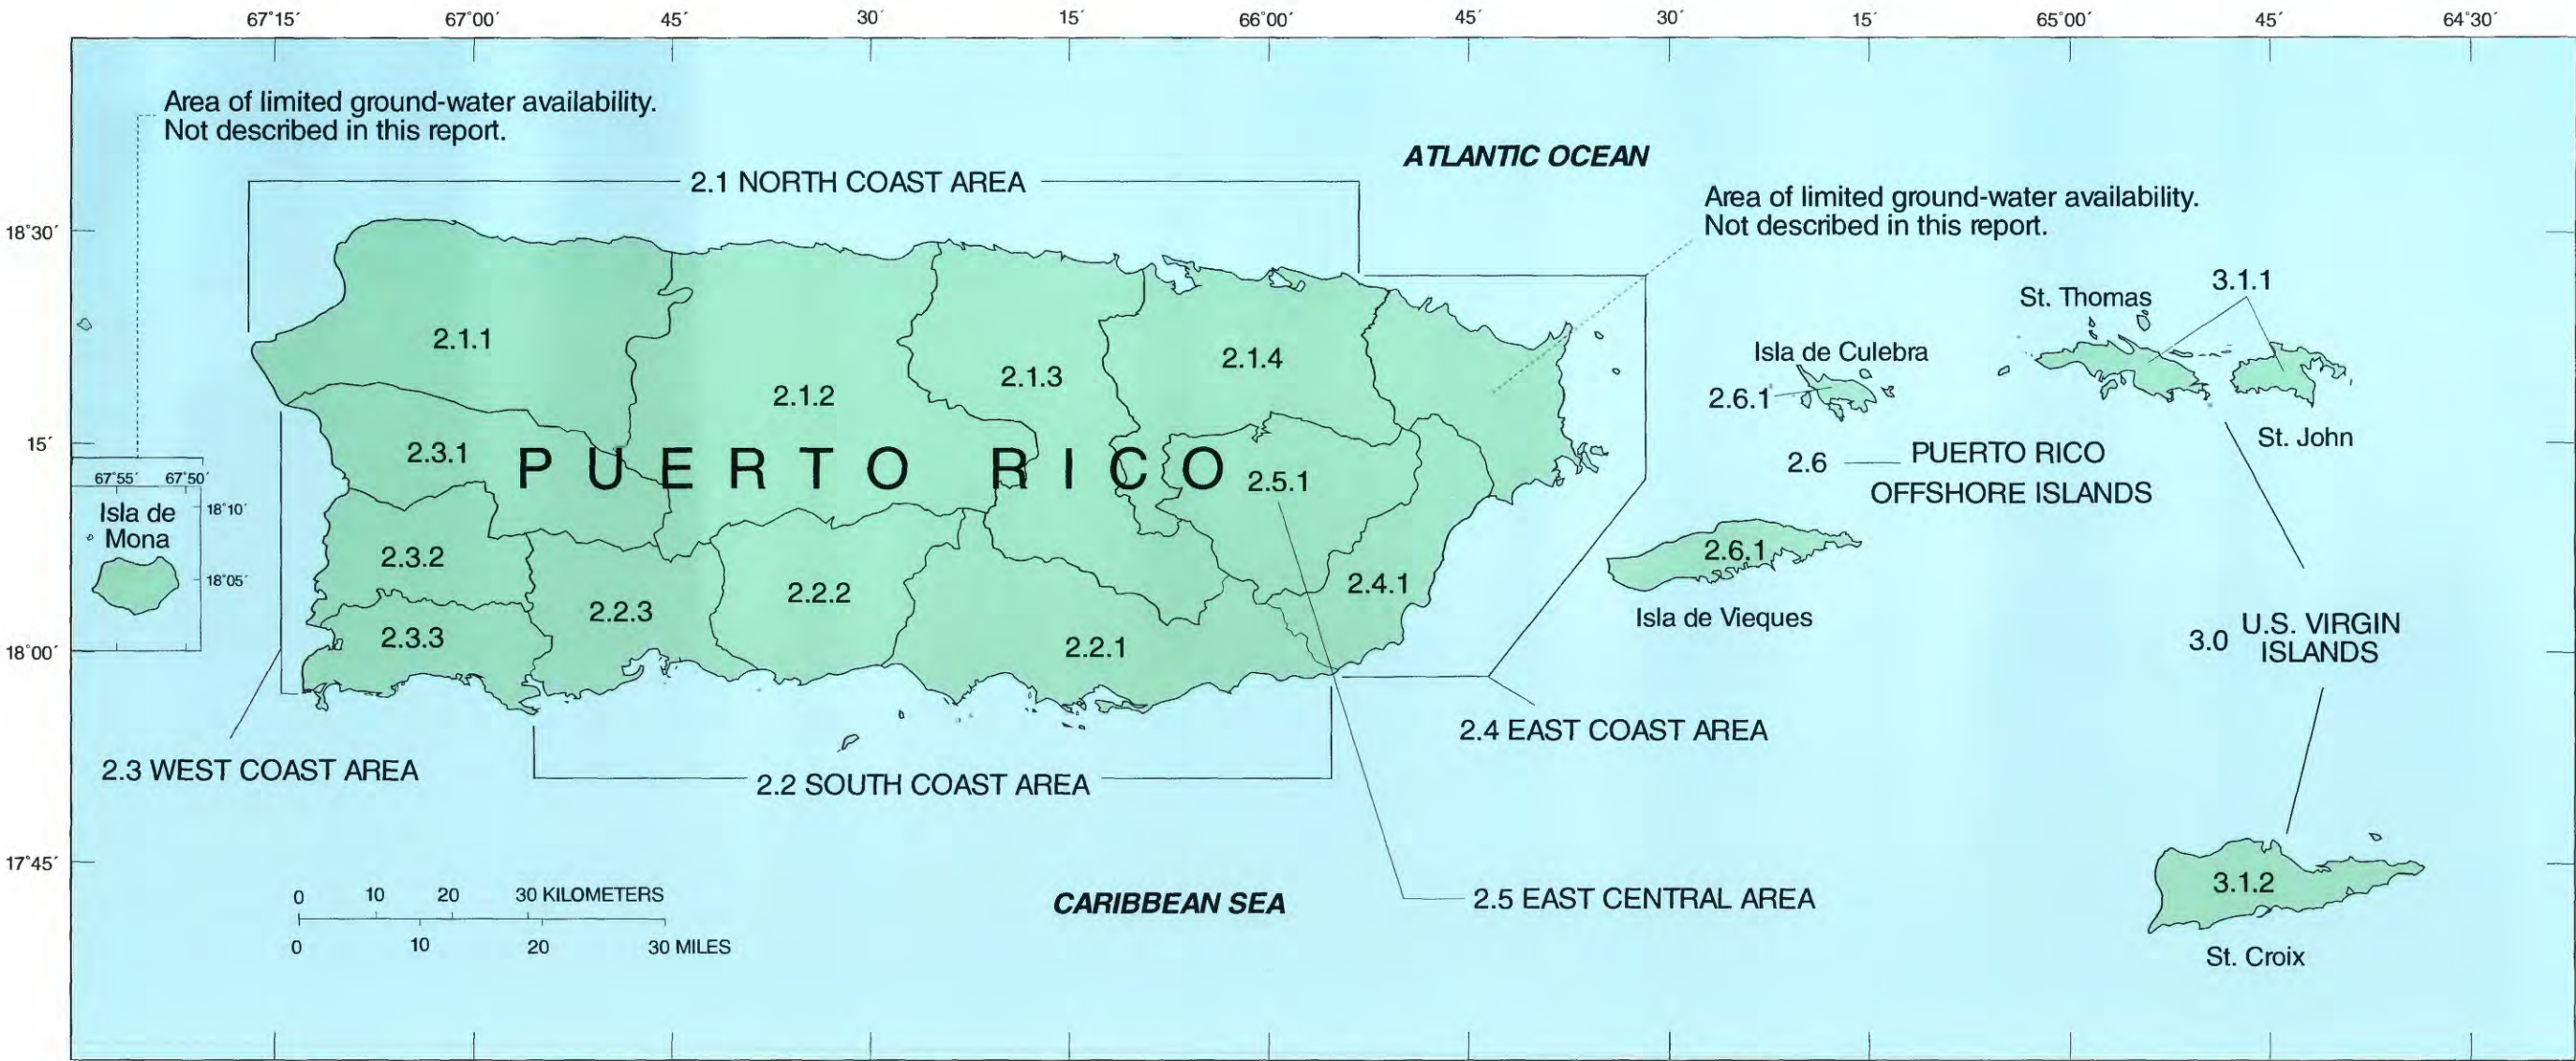 67°15′ 67°00′ 45′ 30′ 15′ 66°00′ 45′ 30′ 15′ 65°00′ 45′ 64°30′
Area of limited ground-water availability.
Not described in this report.
ATLANTIC OCEAN
2.1 NORTH COAST AREA
Area of limited ground-water availability.
Not described in this report.
18°30′
3.1.1
St. Thomas
2.1.1
Isla de Culebra
2.1.4
2.1.3
2.1.2
2.6.1
St. John
15′
2.3.1
PUERTO RICO
2.5.1
2.6
PUERTO RICO
OFFSHORE ISLANDS
67°55′ 67°50′
18°10′
Isla de
Mona
18°05′
2.3.2
2.6.1
2.4.1
2.2.2
2.2.3
Isla de Vieques
2.3.3
2.2.1
18°00′
3.0
U.S. VIRGIN
ISLANDS
2.4 EAST COAST AREA
2.3 WEST COAST AREA
2.2 SOUTH COAST AREA
17°45′
3.1.2
0 10 20 30 KILOMETERS
0 10 20 30 MILES
CARIBBEAN SEA
2.5 EAST CENTRAL AREA
St. Croix